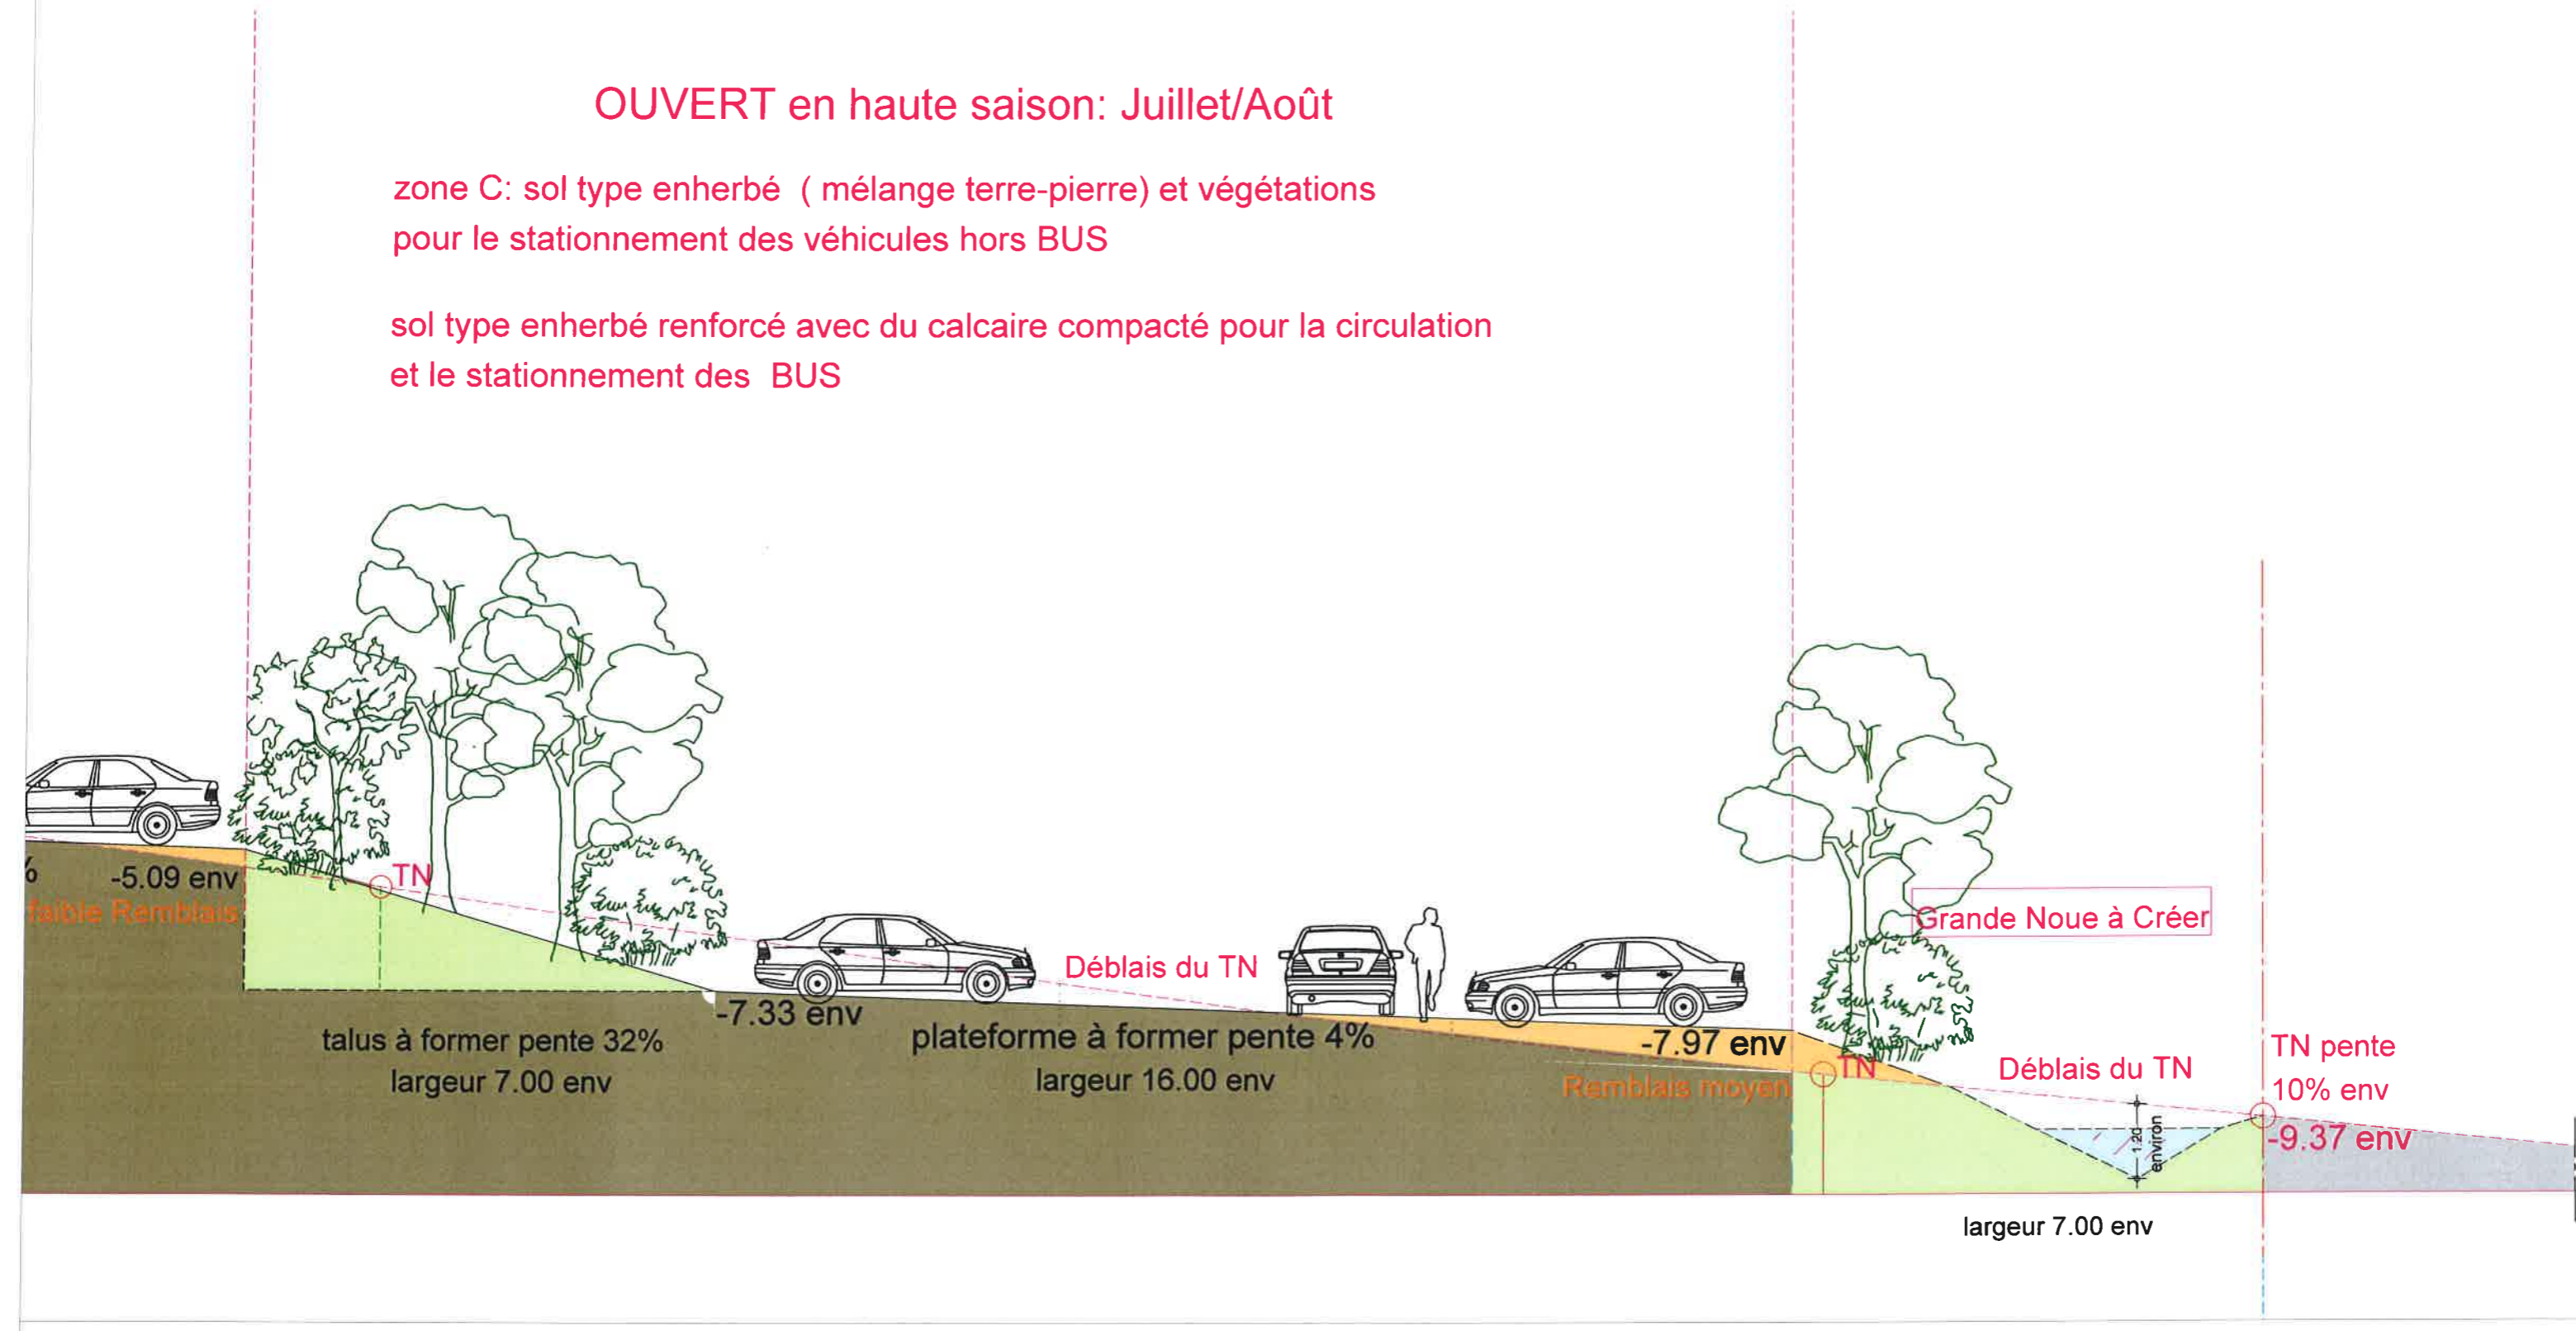 OUVERT en haute saison: Juillet/Août
zone C: sol type enherbé ( mélange terre-pierre) et végétations
pour le stationnement des véhicules hors BUS
sol type enherbé renforcé avec du calcaire compacté pour la circulation
et le stationnement des BUS
%
-5.09 env
faible Remblais
TN
talus à former pente 32%
largeur 7.00 env
-7.33 env
Déblais du TN
plateforme à former pente 4%
largeur 16.00 env
-7.97 env
Remblais moyen
TN
Grande Noue à Créer
Déblais du TN
1.20
environ
TN pente
10% env
-9.37 env
largeur 7.00 env